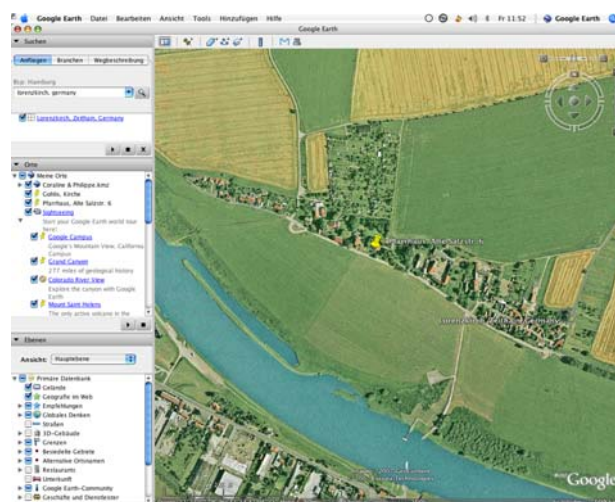 Google Earth Datei Bearbeiten Ansicht Tools Hinzufügen Hilfe
Fr 11:52 Google Earth
Google Earth
Suchen
Anfliegen Branchen Wegbeschreibung
Bsp: Hamburg
lorenzkirch, germany
Lorenzkirch, Zeithain, Germany
Orte
Meine Orte
Coraline & Philippe.kmz
Gohlis, Kirche
Pfarrhaus, Alte Salzstr. 6
Sightseeing
Start your Google Earth world tour
here!
Google Campus
Google's Mountain View, California
Campus
Grand Canyon
277 miles of geological history
Colorado River View
Explore the canyon with Google
Earth
Mount Saint Helens
The only active volcano in the
Ebenen
Ansicht: Hauptebene
Primäre Datenbank
Gelände
Geografie im Web
Empfehlungen
Globales Denken
Straßen
3D-Gebäude
Grenzen
Besiedelte Gebiete
Alternative Ortsnamen
Restaurants
Unterkunft
Google Earth-Community
Geschäfte und Dienstleister
Pfarrhaus, Alte Salzstr. 6
Lorenzkirch, Zeithain, Germany
Google